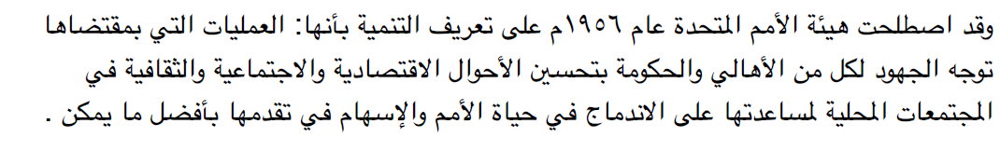 وقد اصطلحت هيئة الأمم المتحدة عام ١٩٥٦م على تعريف التنمية بأنها: العمليات التي بمقتضاها
توجه الجهود لكل من الأهالي والحكومة بتحسين الأحوال الاقتصادية والاجتماعية والثقافية في
المجتمعات المحلية لمساعدتها على الاندماج في حياة الأمم والإسهام في تقدمها بأفضل ما يمكن .